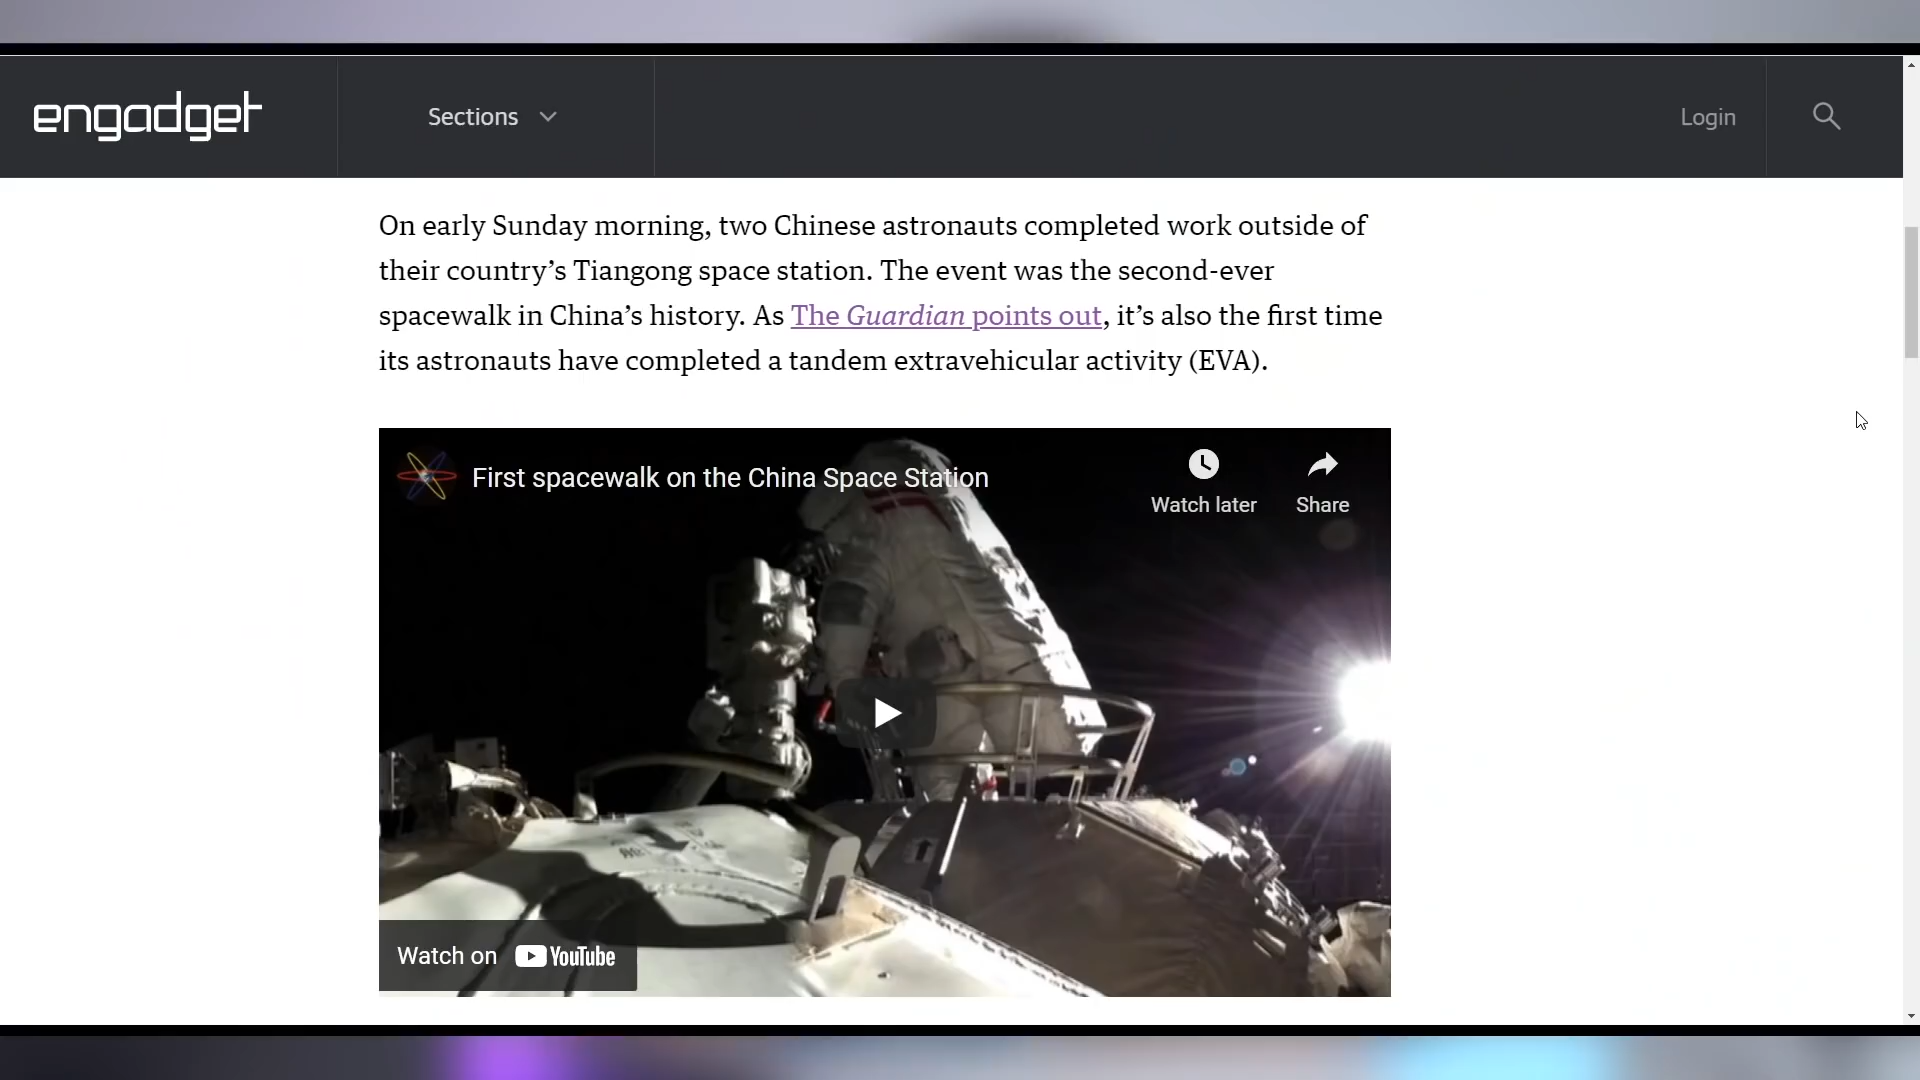 engadget
Sections
Login
On early Sunday morning, two Chinese astronauts completed work outside of
their country’s Tiangong space station. The event was the second-ever
spacewalk in China’s history. As The Guardian points out, it’s also the first time
its astronauts have completed a tandem extravehicular activity (EVA).
First spacewalk on the China Space Station
Watch later
Share
Watch on YouTube